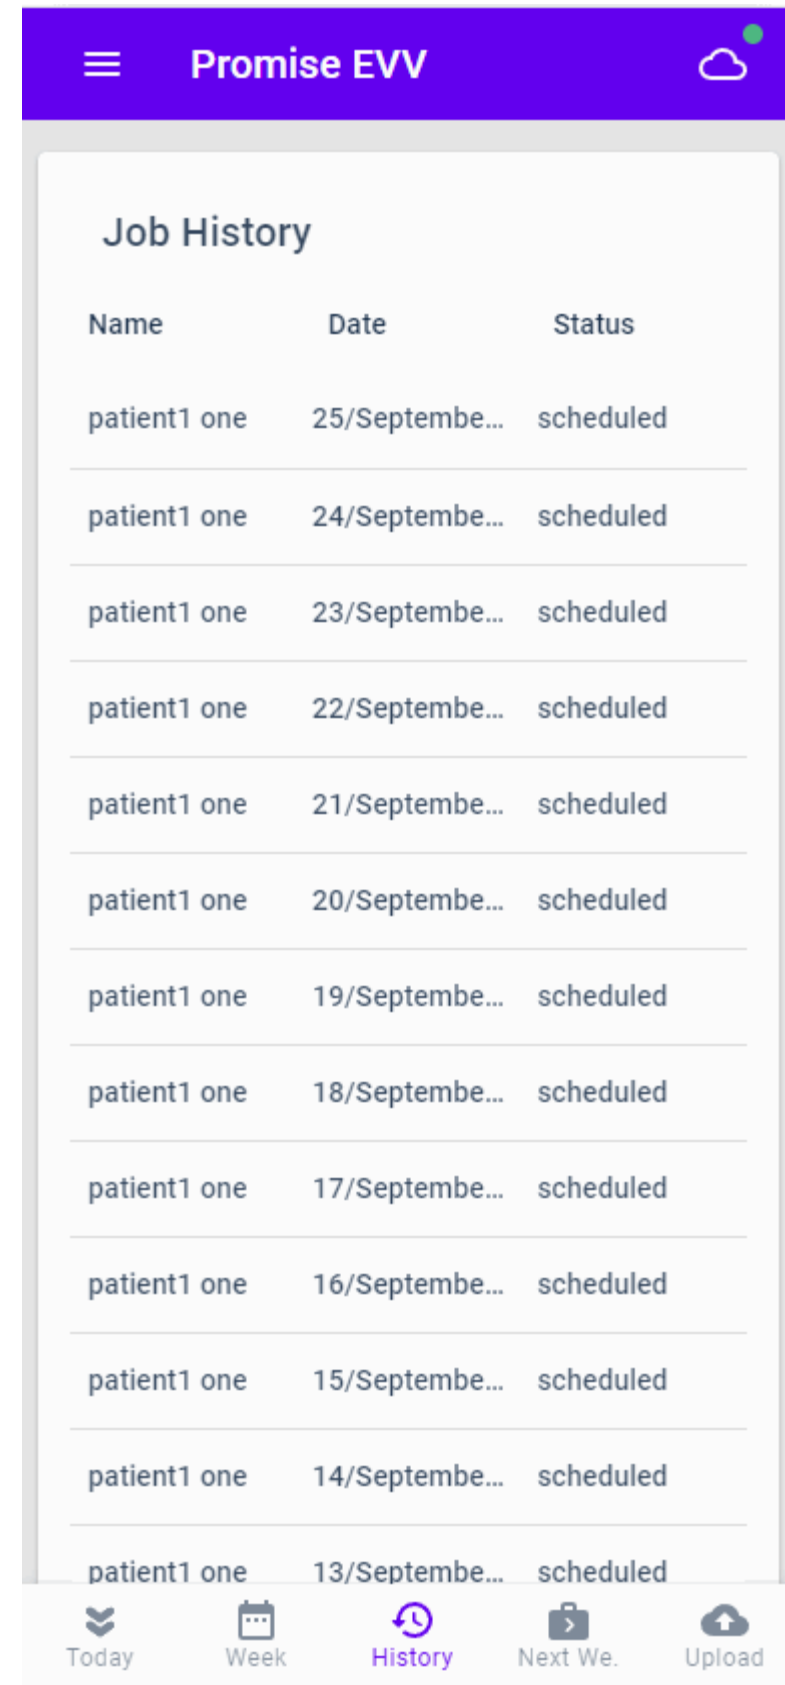 Promise EVV
Job History
Name Date Status
patient1 one 25/Septembe... scheduled
patient1 one 24/Septembe... scheduled
patient1 one 23/Septembe... scheduled
patient1 one 22/Septembe... scheduled
patient1 one 21/Septembe... scheduled
patient1 one 20/Septembe... scheduled
patient1 one 19/Septembe... scheduled
patient1 one 18/Septembe... scheduled
patient1 one 17/Septembe... scheduled
patient1 one 16/Septembe... scheduled
patient1 one 15/Septembe... scheduled
patient1 one 14/Septembe... scheduled
patient1 one 13/Septembe... scheduled
Today Week History Next We. Upload